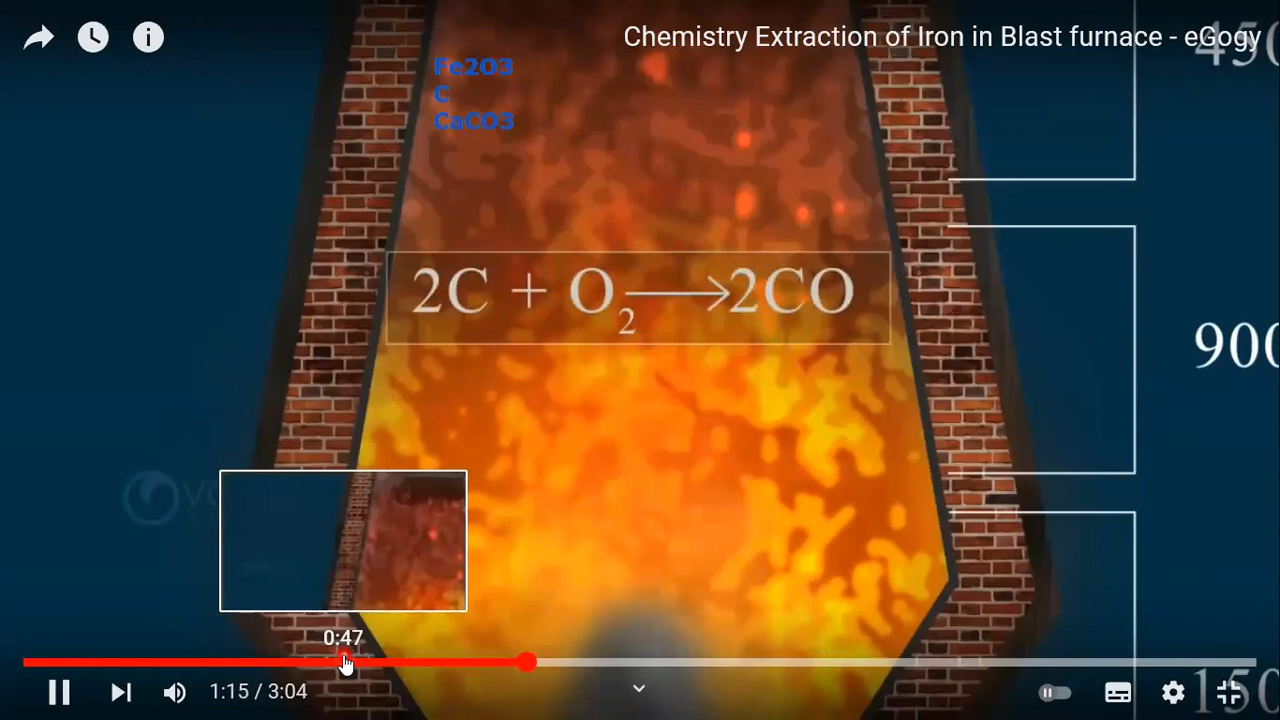 Chemistry Extraction of Iron in Blast furnace - eGogy
Fe2O3
C
CaCO3
2C + O₂⟶2CO
0:47
1:15 / 3:04